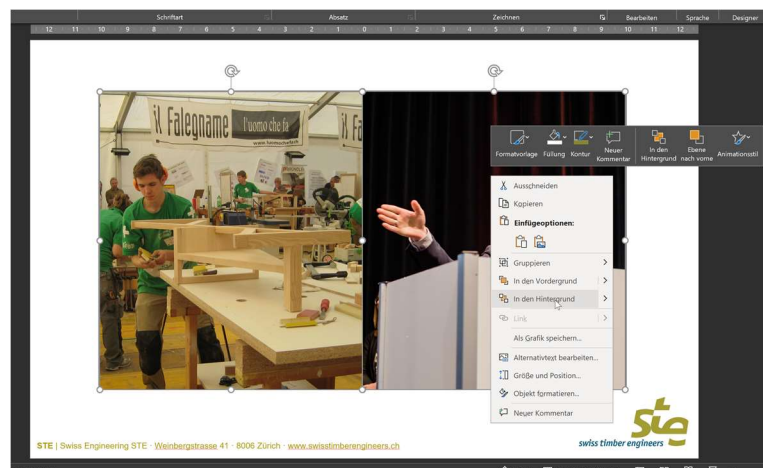 Schriftart Absatz Zeichnen Bearbeiten Sprache Designer
12 11 10 9 8 7 6 5 4 3 2 1 0 1 2 3 4 5 6 7 8 9 10 11 12
il Falegname l'uomo che fa
il Fa
Formatvorlage Füllung Kontur Neuer Kommentar In den Hintergrund Ebene nach vorne Animationsstil
Ausschneiden
Kopieren
Einfügeoptionen:
Gruppieren
In den Vordergrund
In den Hintergrund
Link
Als Grafik speichern...
Alternativtext bearbeiten...
Größe und Position...
Objekt formatieren...
Neuer Kommentar
ste
swiss timber engineers
STE | Swiss Engineering STE · Weinbergstrasse 41 · 8006 Zürich · www.swisstimberengineers.ch